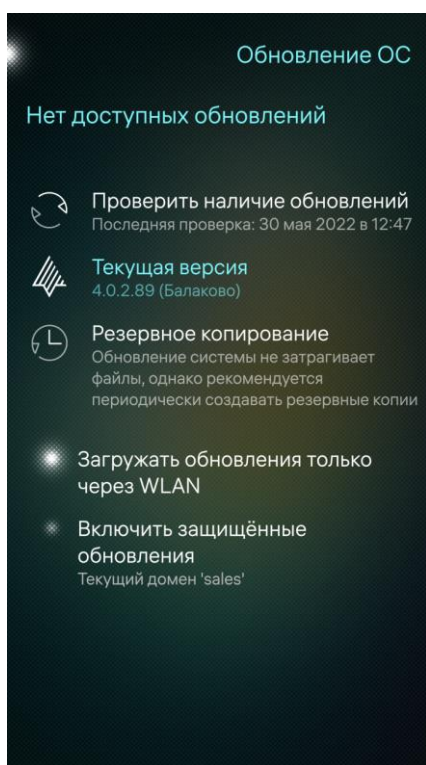 Обновление ОС
Нет доступных обновлений
Проверить наличие обновлений
Последняя проверка: 30 мая 2022 в 12:47
Текущая версия
4.0.2.89 (Балаково)
Резервное копирование
Обновление системы не затрагивает
файлы, однако рекомендуется
периодически создавать резервные копии
Загружать обновления только
через WLAN
Включить защищённые
обновления
Текущий домен 'sales'